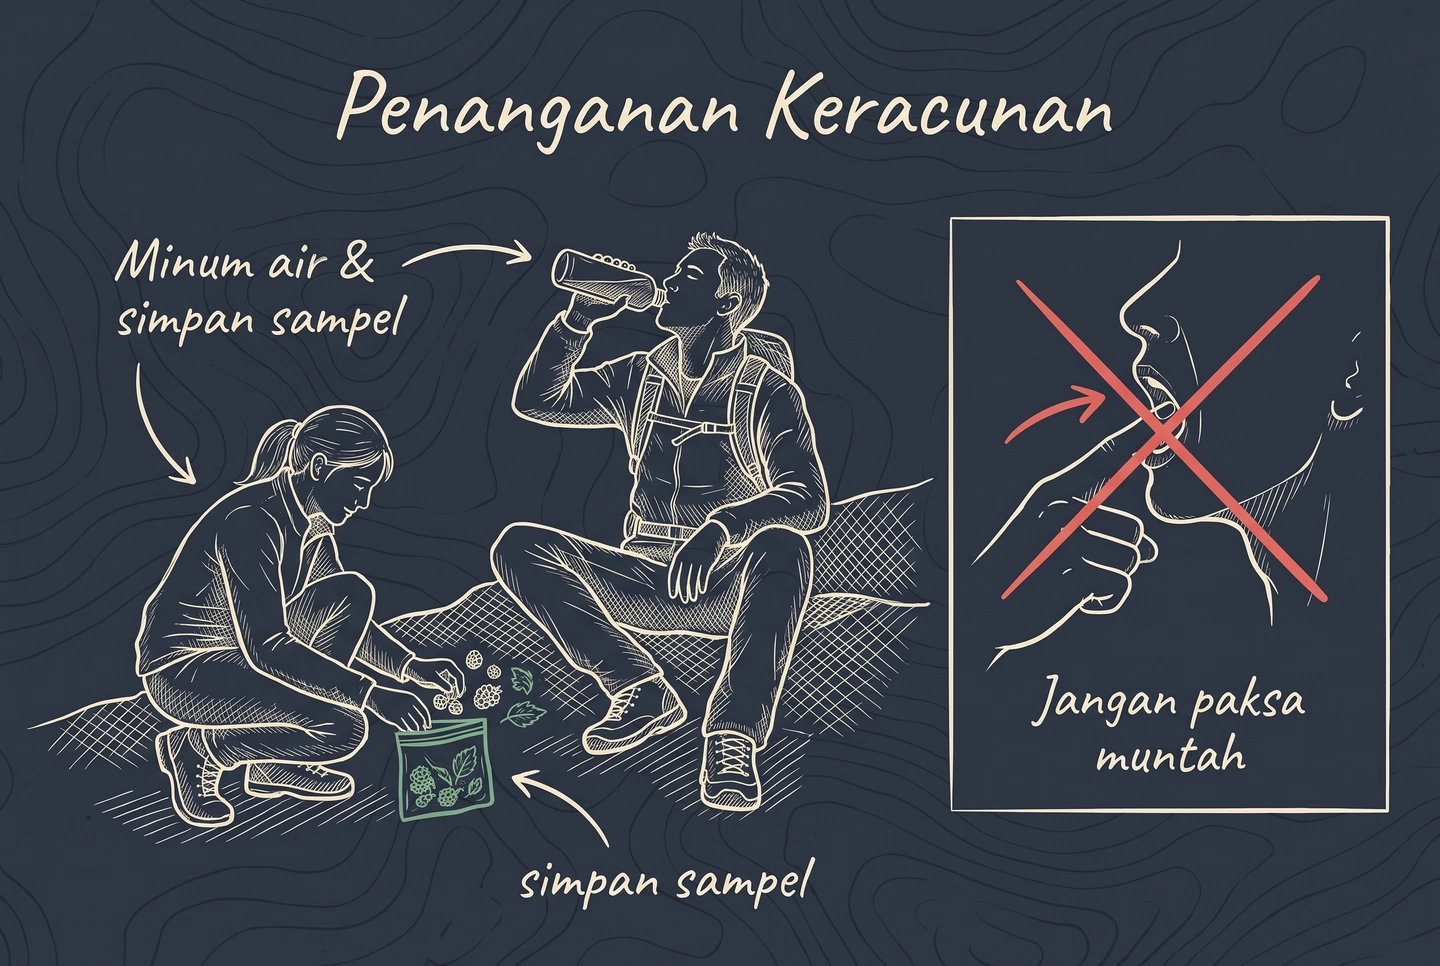 Penanganan Keracunan
Minum air &
simpan sampel
simpan sampel
Jangan paksa
muntah